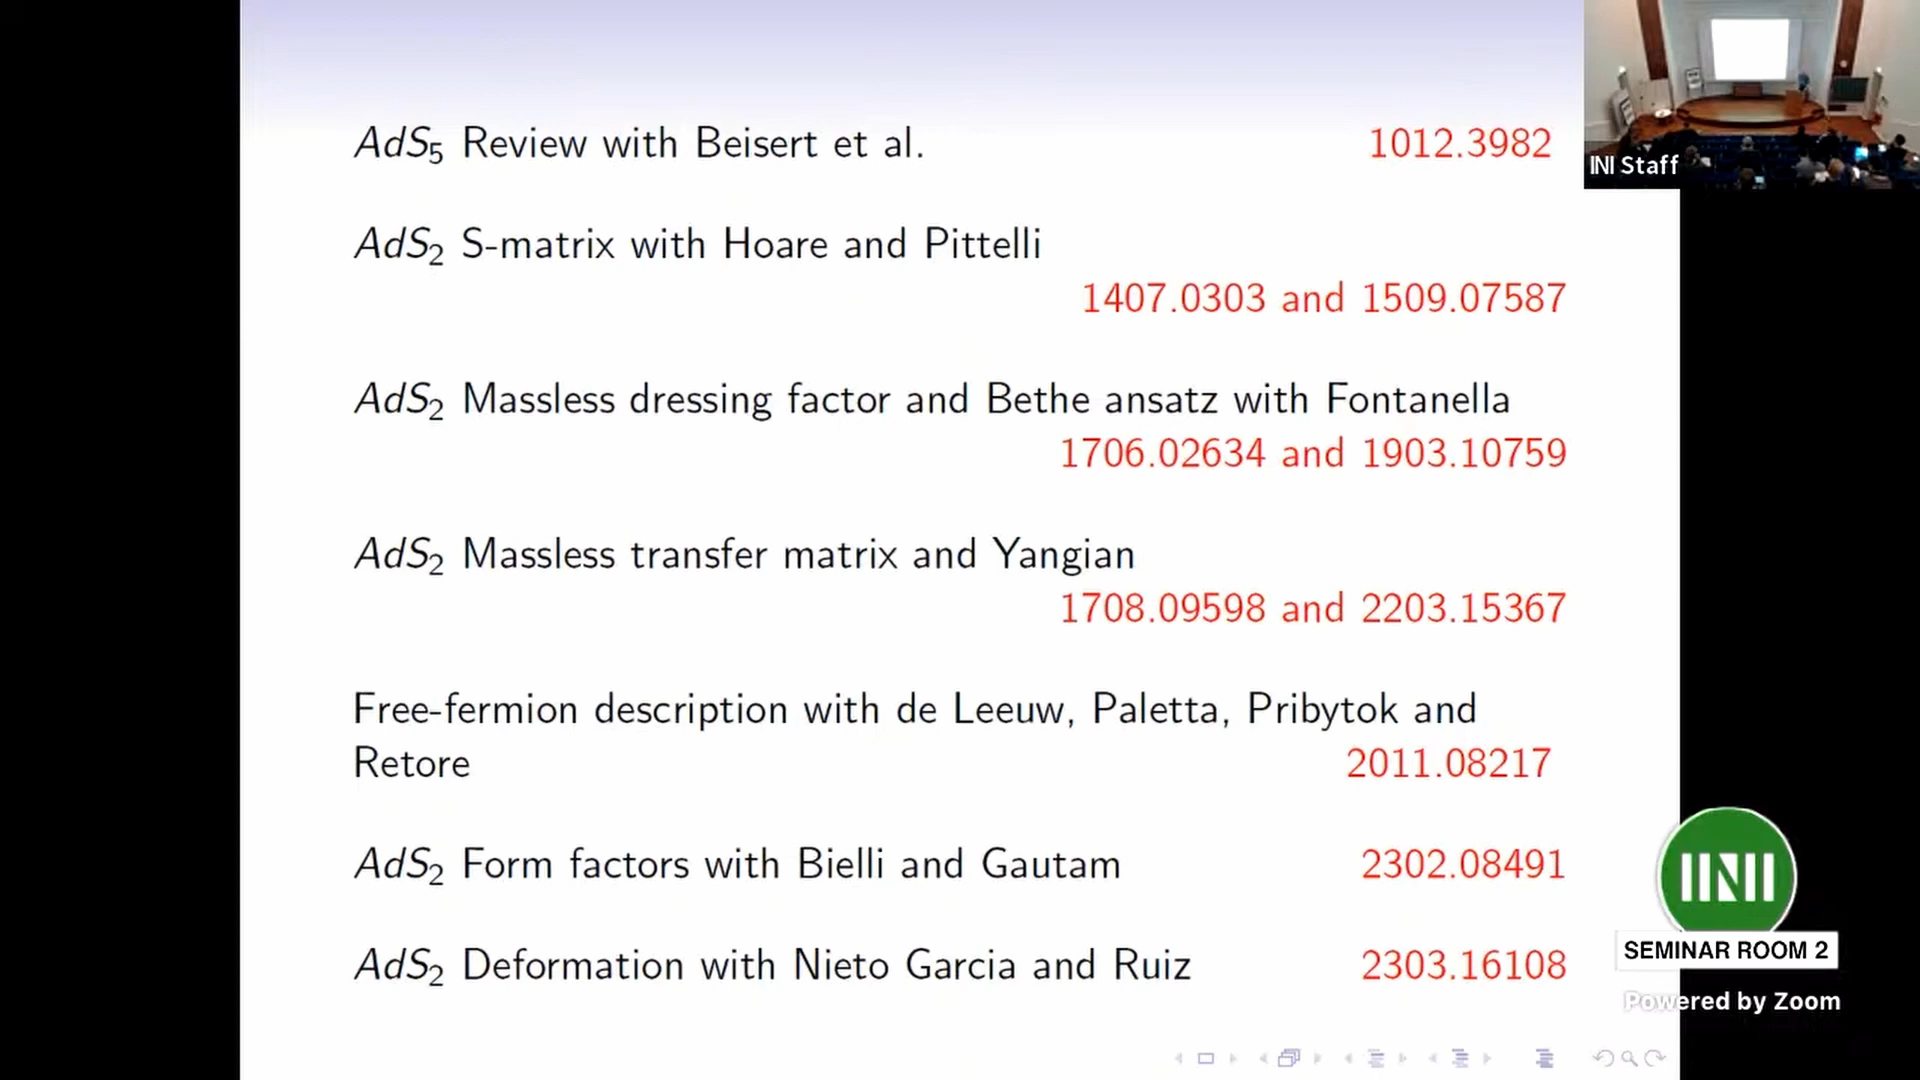 AdS5 Review with Beisert et al. 1012.3982
INI Staff
AdS2 S-matrix with Hoare and Pittelli
1407.0303 and 1509.07587
AdS2 Massless dressing factor and Bethe ansatz with Fontanella
1706.02634 and 1903.10759
AdS2 Massless transfer matrix and Yangian
1708.09598 and 2203.15367
Free-fermion description with de Leeuw, Paletta, Pribytok and
Retore 2011.08217
AdS2 Form factors with Bielli and Gautam 2302.08491
AdS2 Deformation with Nieto Garcia and Ruiz 2303.16108
INI
SEMINAR ROOM 2
Powered by Zoom